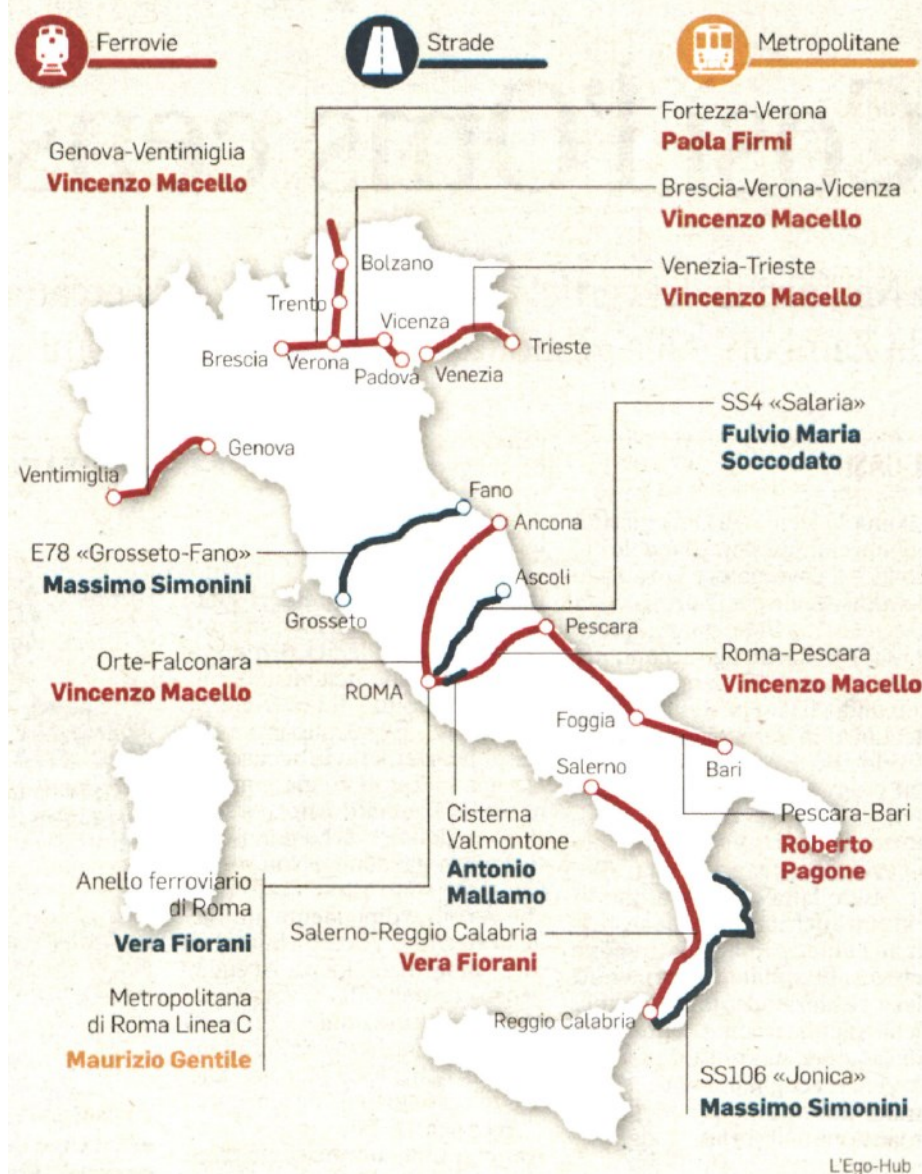 Ferrovie
Strade
Metropolitane
Genova-Ventimiglia
Vincenzo Macello
Fortezza-Verona
Paola Firmi
Brescia-Verona-Vicenza
Vincenzo Macello
Venezia-Trieste
Vincenzo Macello
Bolzano
Trento
Vicenza
Brescia
Verona
Padova
Venezia
Trieste
SS4 «Salaria»
Fulvio Maria
Soccodato
Genova
Ventimiglia
Fano
Ancona
E78 «Grosseto-Fano»
Massimo Simonini
Ascoli
Grosseto
Pescara
Orte-Falconara
Vincenzo Macello
ROMA
Roma-Pescara
Vincenzo Macello
Foggia
Bari
Salerno
Cisterna
Valmontone
Antonio
Mallamo
Pescara-Bari
Roberto
Pagone
Anello ferroviario
di Roma
Vera Fiorani
Salerno-Reggio Calabria
Vera Fiorani
Metropolitana
di Roma Linea C
Maurizio Gentile
Reggio Calabria
SS106 «Jonica»
Massimo Simonini
L'Ego-Hub